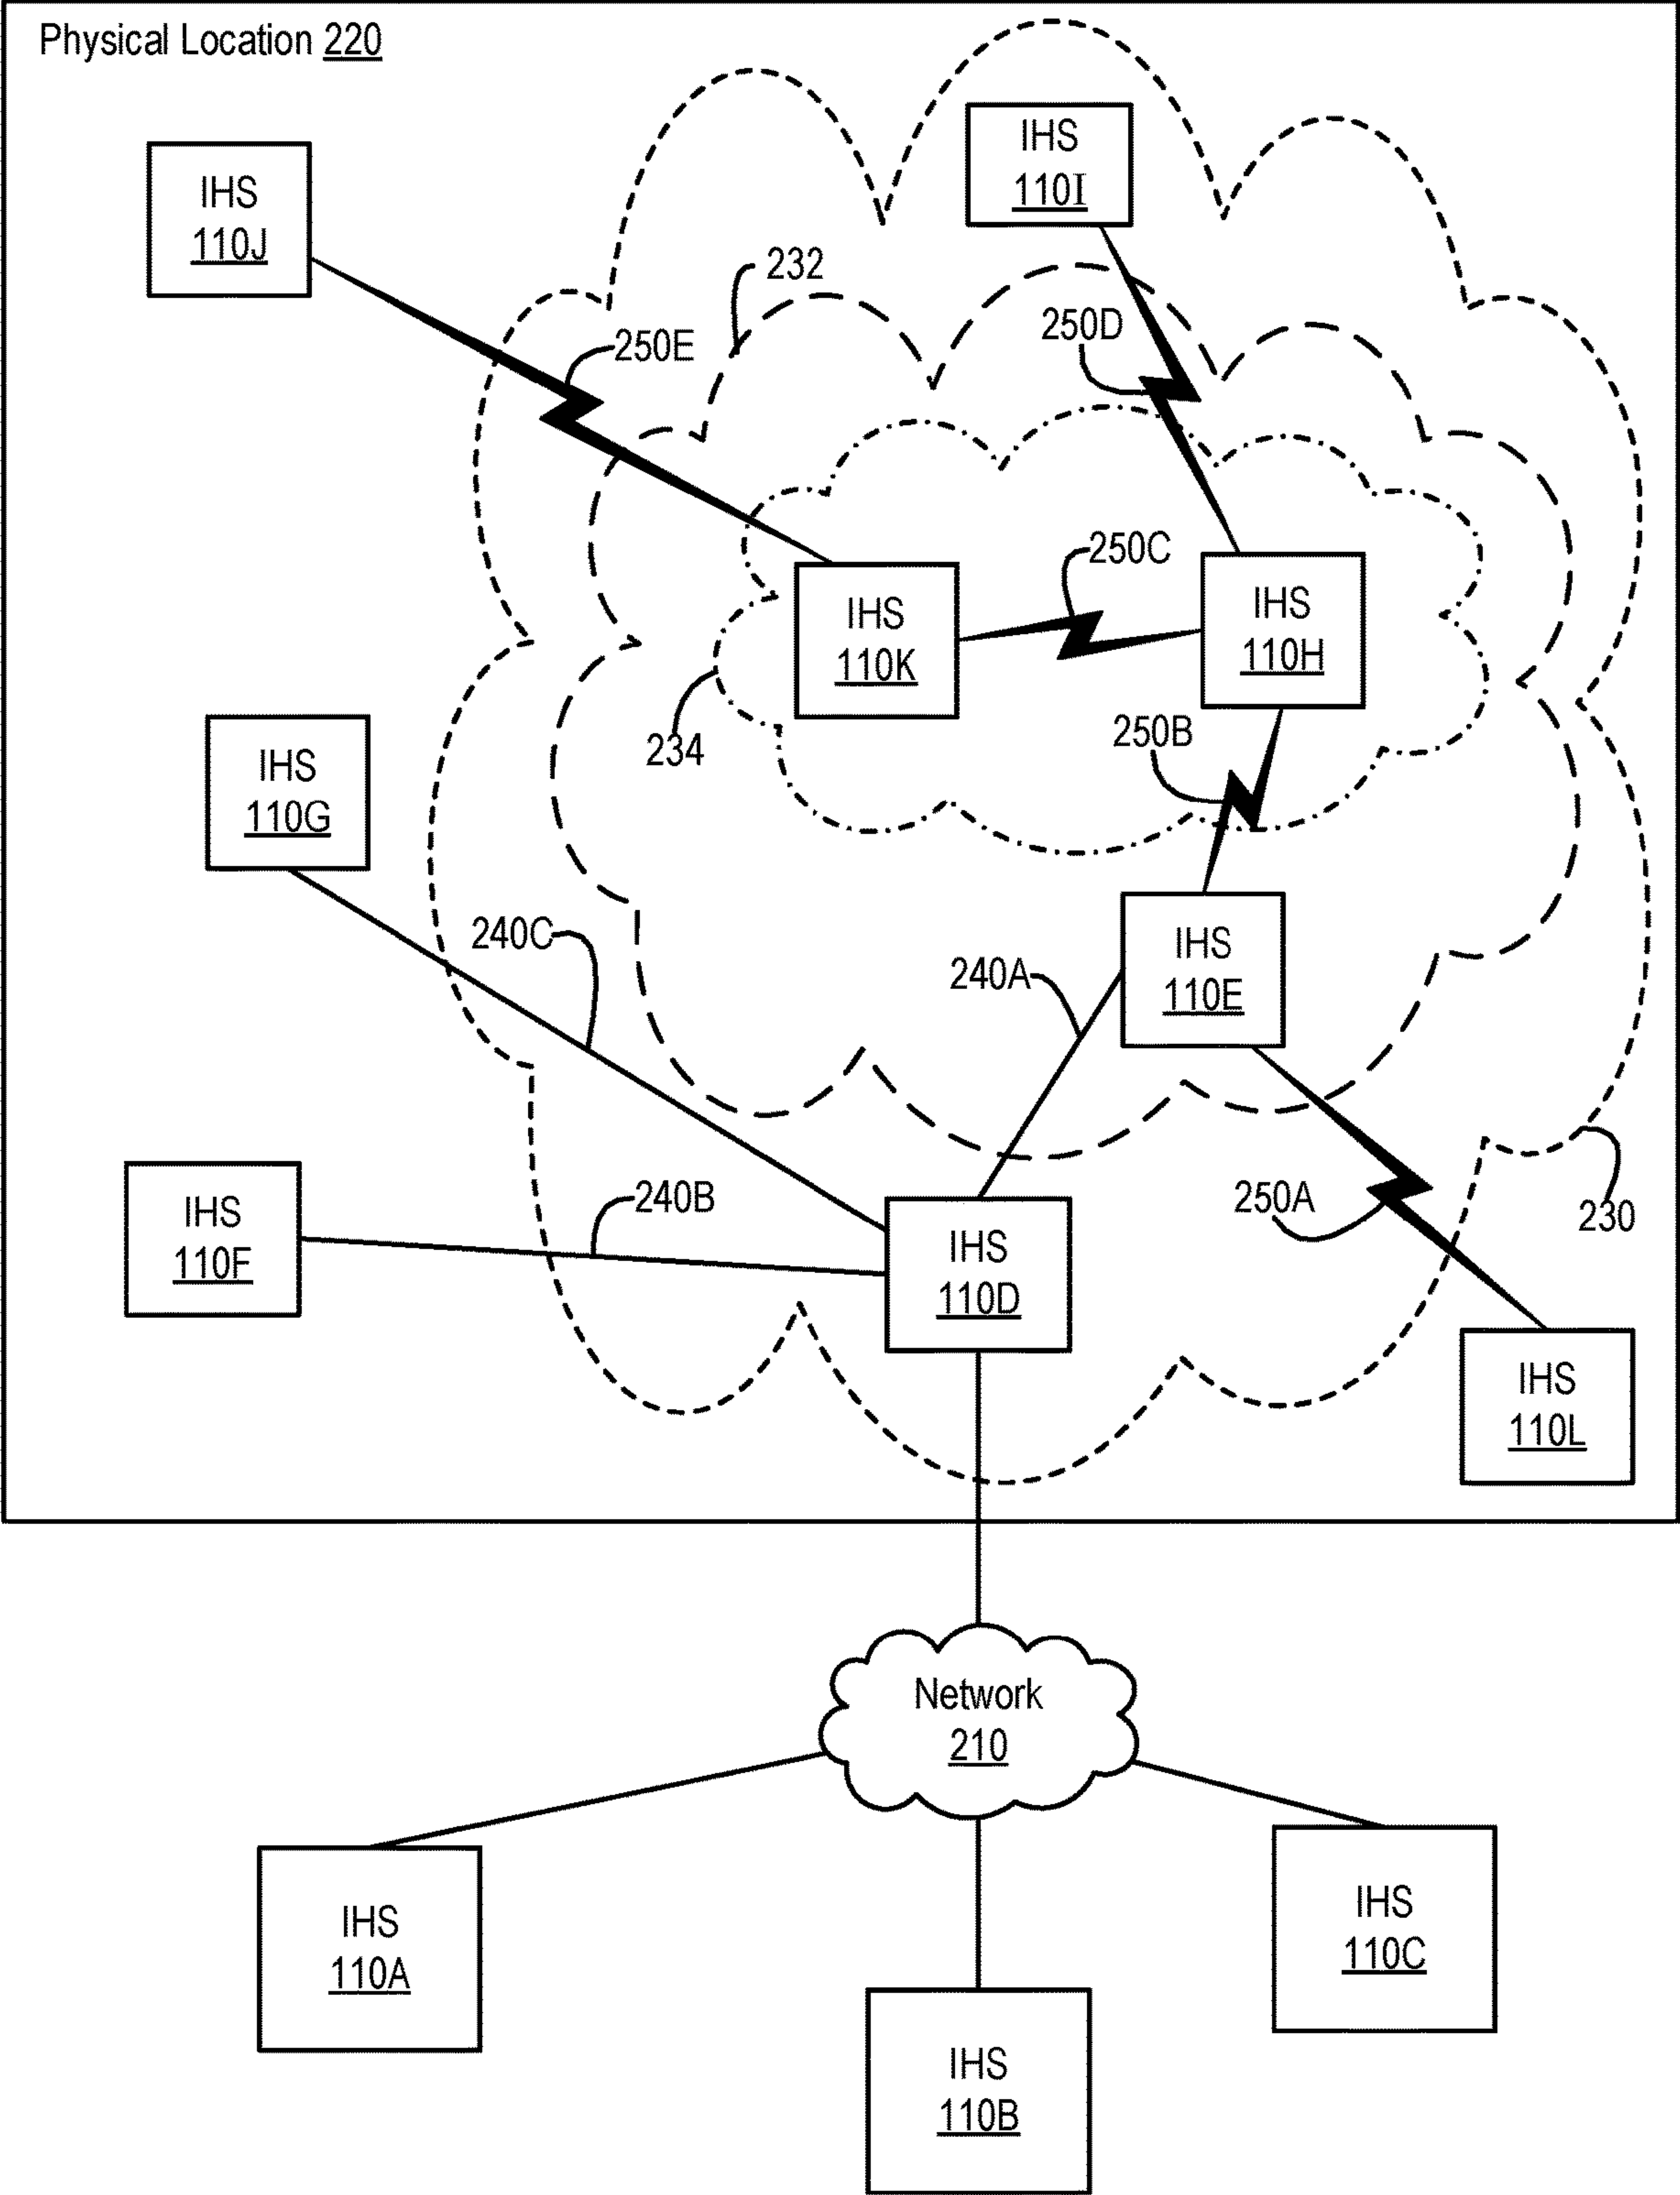 Physical Location 220
IHS
110I
IHS
110J
232
250D
250E
250C
IHS
110H
IHS
110K
250B
234
IHS
110G
240C
IHS
110E
240A
240B
250A
230
IHS
110F
IHS
110D
IHS
110L
Network
210
IHS
110C
IHS
110A
IHS
110B